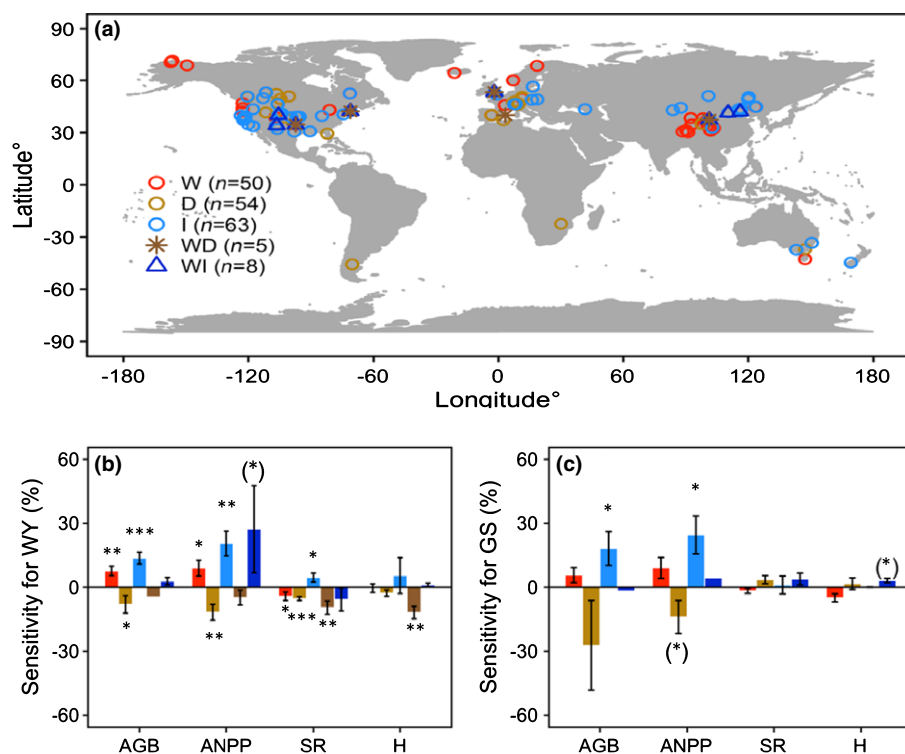 (a)
90
60
30
0
-30
-60
-90
Latitude°
W (n=50)
D (n=54)
I (n=63)
WD (n=5)
WI (n=8)
-180 -120 -60 0 60 120 180
Longitude°
(b)
60
30
0
-30
-60
Sensitivity for WY (%)
** *** * ** (*) *
* ** * *** ** **
AGB ANPP SR H
(c)
60
30
0
-30
-60
Sensitivity for GS (%)
* * (*)
(*)
AGB ANPP SR H